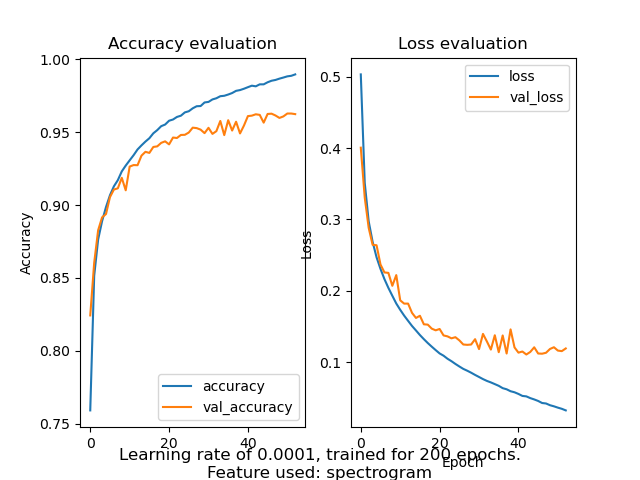 Accuracy evaluation
Loss evaluation
1.00
0.95
0.90
0.85
0.80
0.75
Accuracy
accuracy
val_accuracy
0
20
40
0.5
0.4
0.3
0.2
0.1
Loss
loss
val_loss
0
20
40
Epoch
Learning rate of 0.0001, trained for 200 epochs.
Feature used: spectrogram